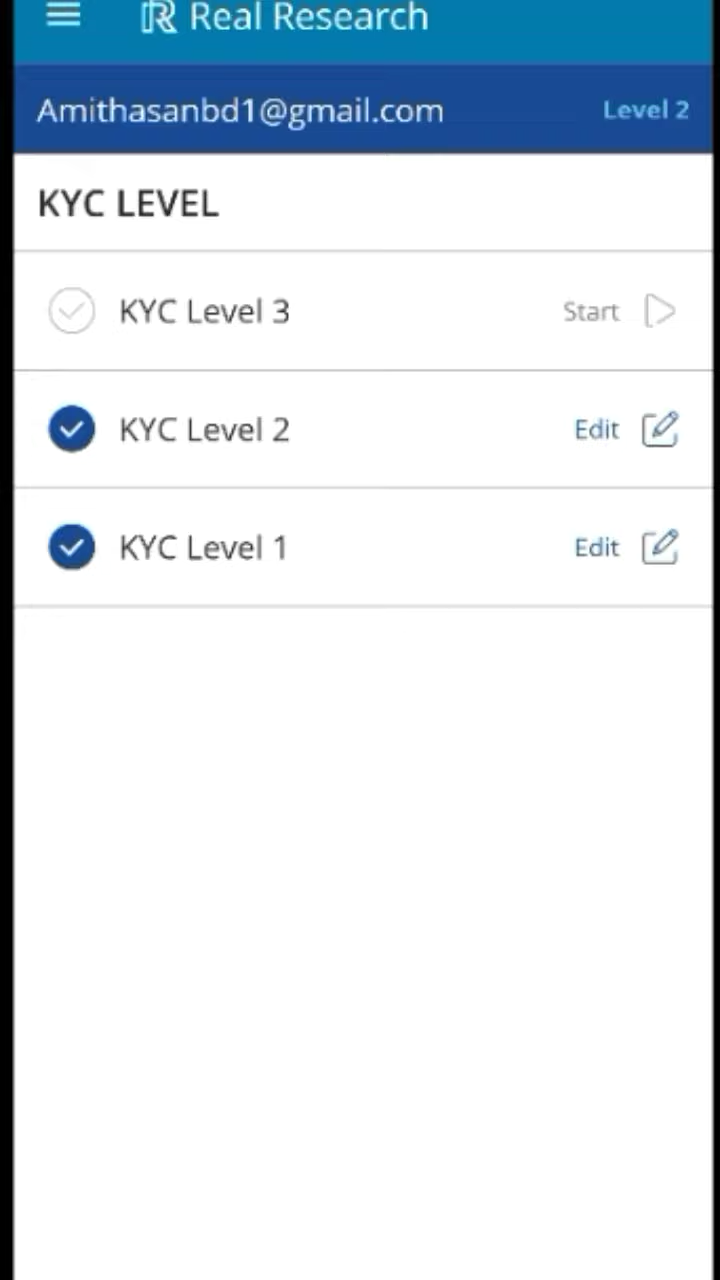 Real Research
Amithasanbd1@gmail.com Level 2
KYC LEVEL
KYC Level 3 Start
KYC Level 2 Edit
KYC Level 1 Edit